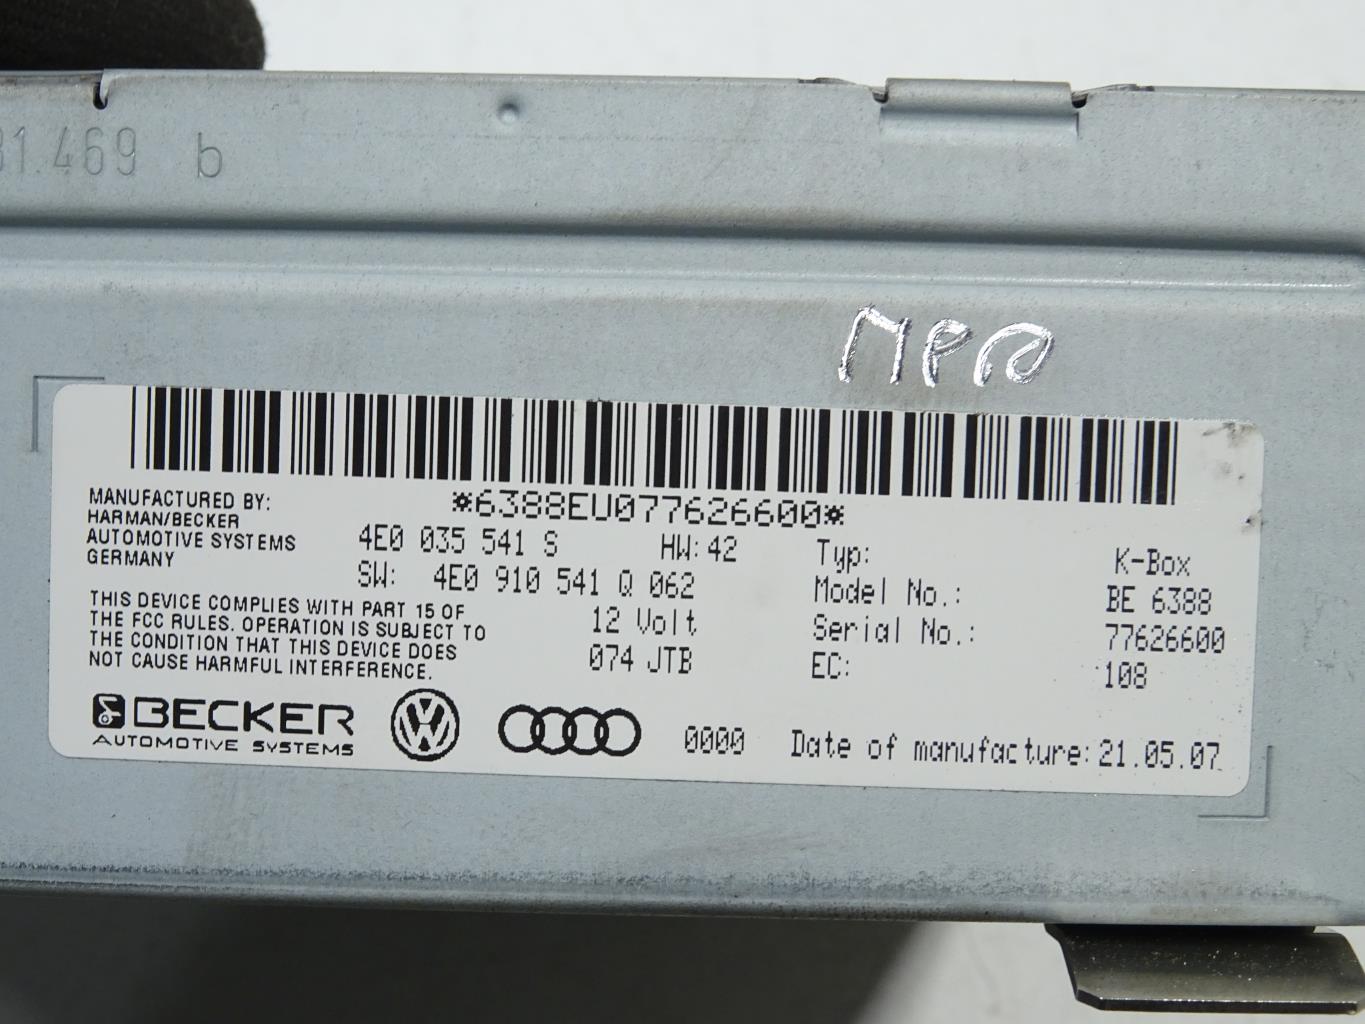 31.469 b
*6388EU077626600*
MANUFACTURED BY:
HARMAN/BECKER
AUTOMOTIVE SYSTEMS
GERMANY
4E0 035 541 S HW: 42
SW: 4E0 910 541 Q 062
12 Volt
074 JTB
Typ: K-Box
Model No.: BE 6388
Serial No.: 77626600
EC: 108
THIS DEVICE COMPLIES WITH PART 15 OF
THE FCC RULES. OPERATION IS SUBJECT TO
THE CONDITION THAT THIS DEVICE DOES
NOT CAUSE HARMFUL INTERFERENCE.
BECKER
AUTOMOTIVE SYSTEMS
0000 Date of manufacture: 21.05.07